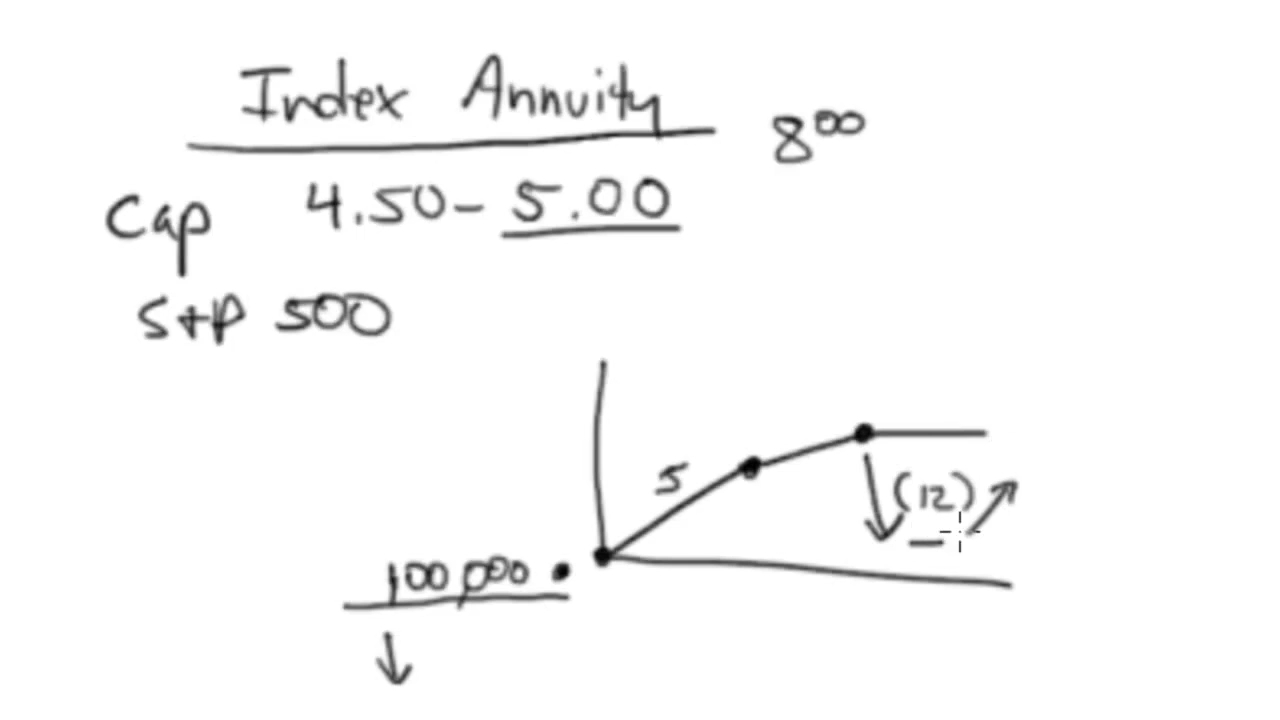 Index Annuity
8⁰⁰
Cap 4.50-5.00
S+P 500
5
(12)
100,000.